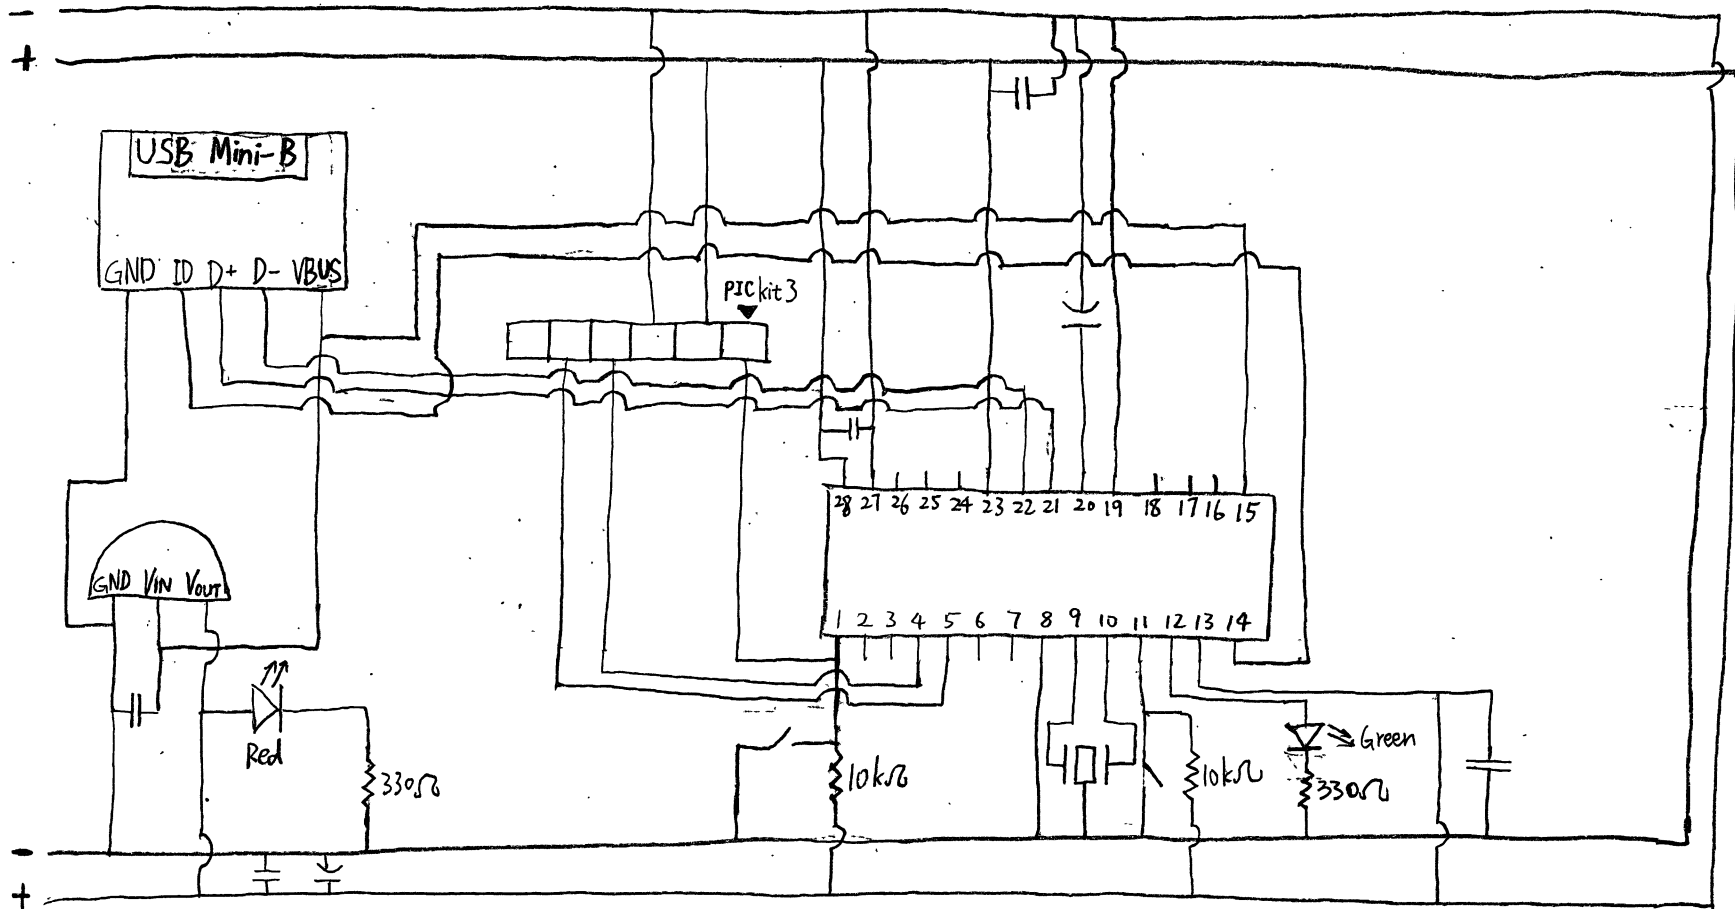 -
+
USB Mini-B
GND ID D+ D- VBUS
PICkit3
28 27 26 25 24 23 22 21 20 19 18 17 16 15
GND VIN VOUT
1 2 3 4 5 6 7 8 9 10 11 12 13 14
Red
Green
330Ω
10kΩ
10kΩ
330Ω
-
+